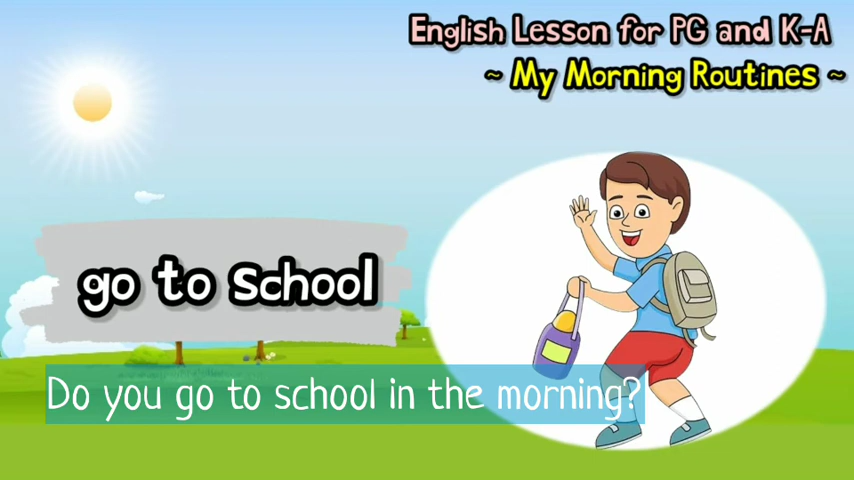 English Lesson for PG and K-A
~ My Morning Routines ~
go to school
Do you go to school in the morning?